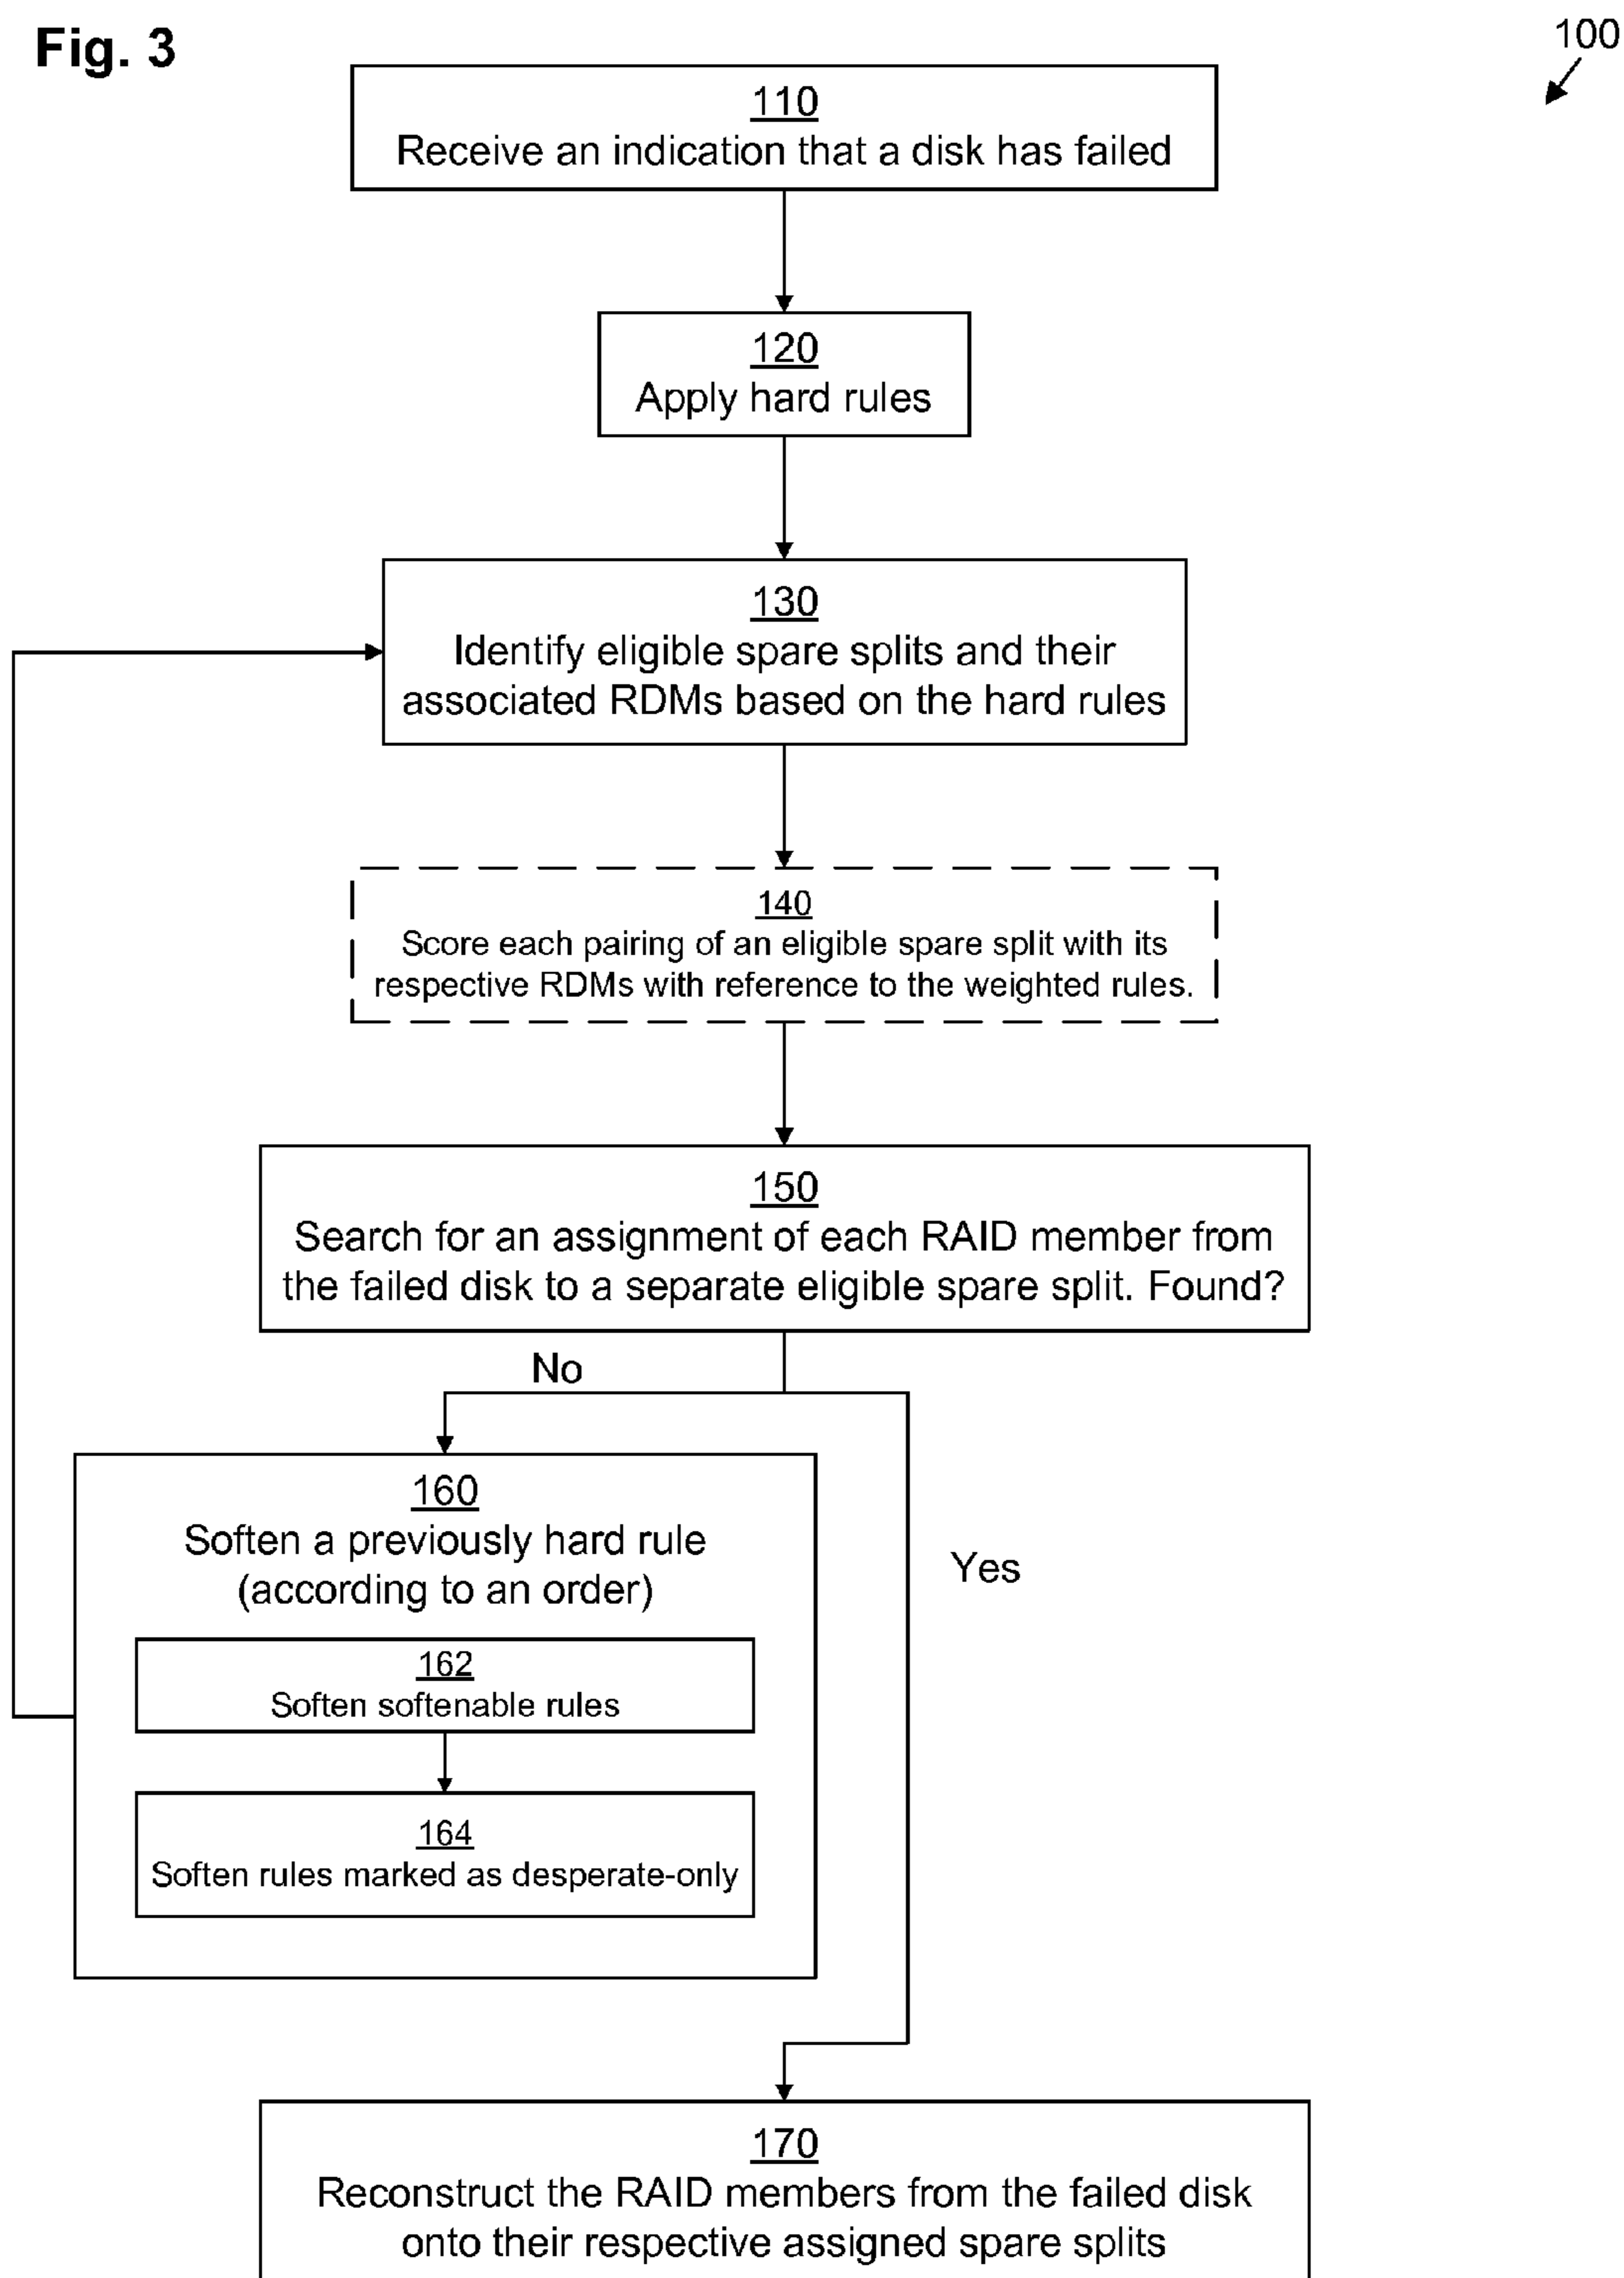 Fig. 3
100
110
Receive an indication that a disk has failed
120
Apply hard rules
130
Identify eligible spare splits and their
associated RDMs based on the hard rules
140
Score each pairing of an eligible spare split with its
respective RDMs with reference to the weighted rules.
150
Search for an assignment of each RAID member from
the failed disk to a separate eligible spare split. Found?
No
160
Soften a previously hard rule
(according to an order)
Yes
162
Soften softenable rules
164
Soften rules marked as desperate-only
170
Reconstruct the RAID members from the failed disk
onto their respective assigned spare splits